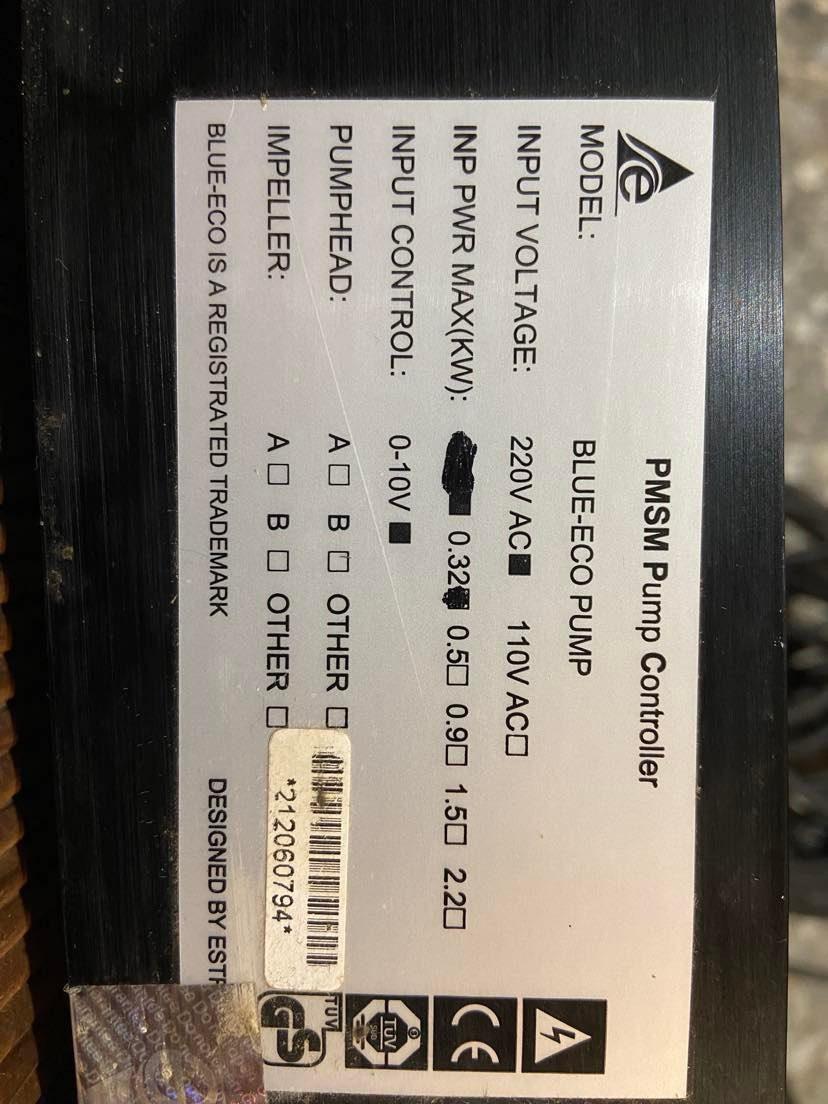 e
PMSM Pump Controller
MODEL: BLUE-ECO PUMP
INPUT VOLTAGE: 220V AC■ 110V AC□
INP PWR MAX(KW): 0.32■ 0.5□ 0.9□ 1.5□ 2.2□
INPUT CONTROL: 0-10V ■
PUMPHEAD: A □ B □ OTHER □
IMPELLER: A □ B □ OTHER □
*212060794*
BLUE-ECO IS A REGISTRATED TRADEMARK DESIGNED BY
CE
TÜV
SÜD
TÜV
GS